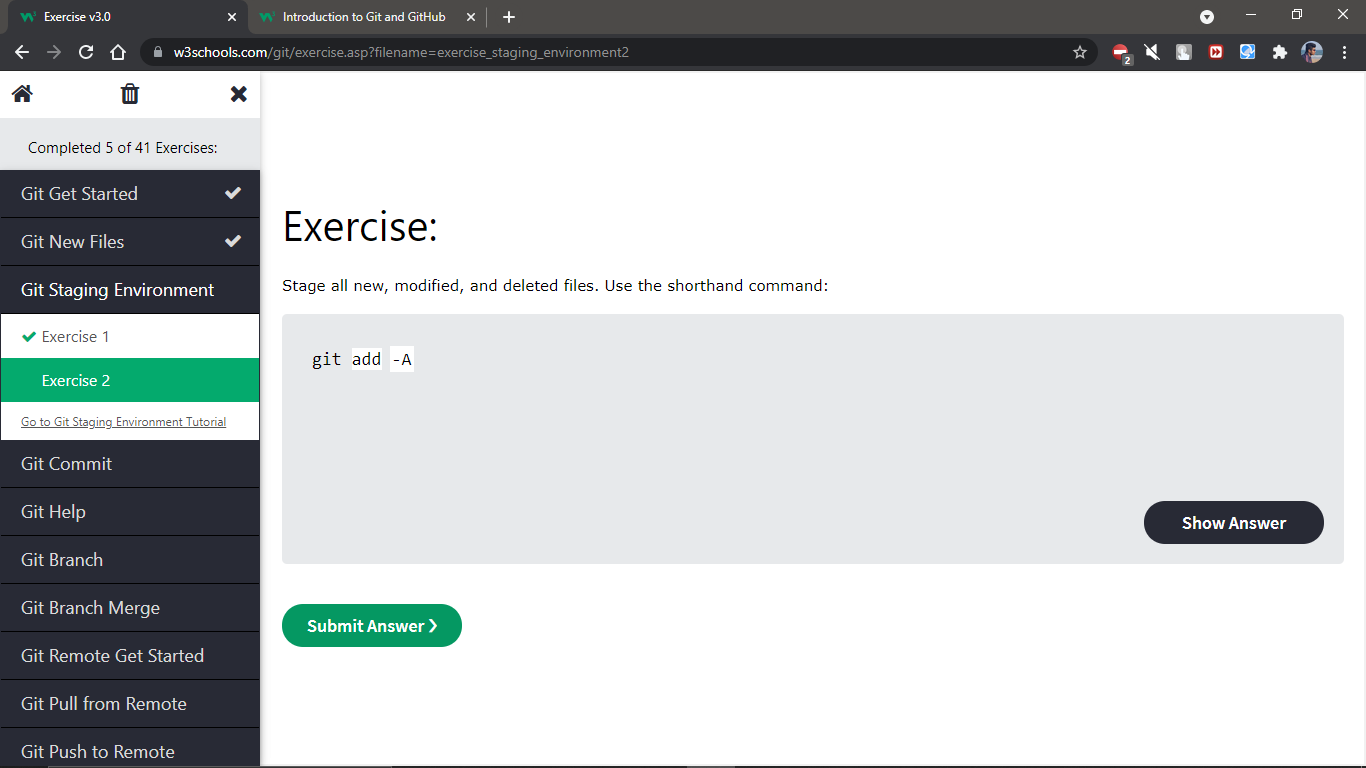 Exercise v3.0
Introduction to Git and GitHub
w3schools.com/git/exercise.asp?filename=exercise_staging_environment2
2
Completed 5 of 41 Exercises:
Git Get Started
Git New Files
Git Staging Environment
Exercise 1
Exercise 2
Go to Git Staging Environment Tutorial
Git Commit
Git Help
Git Branch
Git Branch Merge
Git Remote Get Started
Git Pull from Remote
Git Push to Remote
Exercise:
Stage all new, modified, and deleted files. Use the shorthand command:
git add -A
Show Answer
Submit Answer ❯